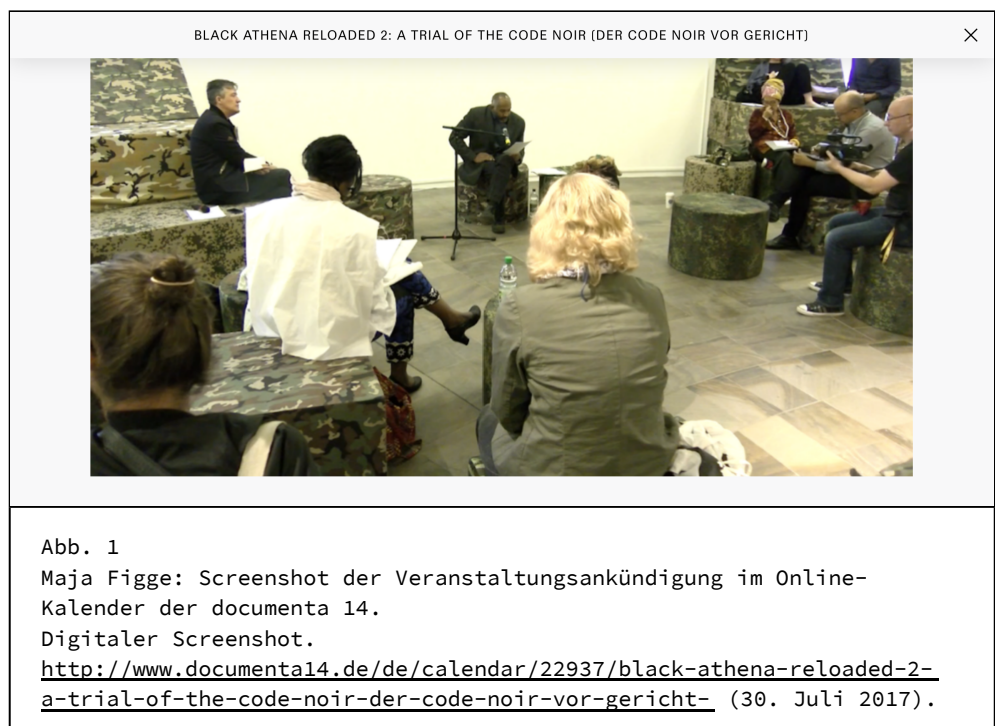 BLACK ATHENA RELOADED 2: A TRIAL OF THE CODE NOIR (DER CODE NOIR VOR GERICHT)
Abb. 1
Maja Figge: Screenshot der Veranstaltungsankündigung im Online-
Kalender der documenta 14.
Digitaler Screenshot.
http://www.documenta14.de/de/calendar/22937/black-athena-reloaded-2-
a-trial-of-the-code-noir-der-code-noir-vor-gericht- (30. Juli 2017).